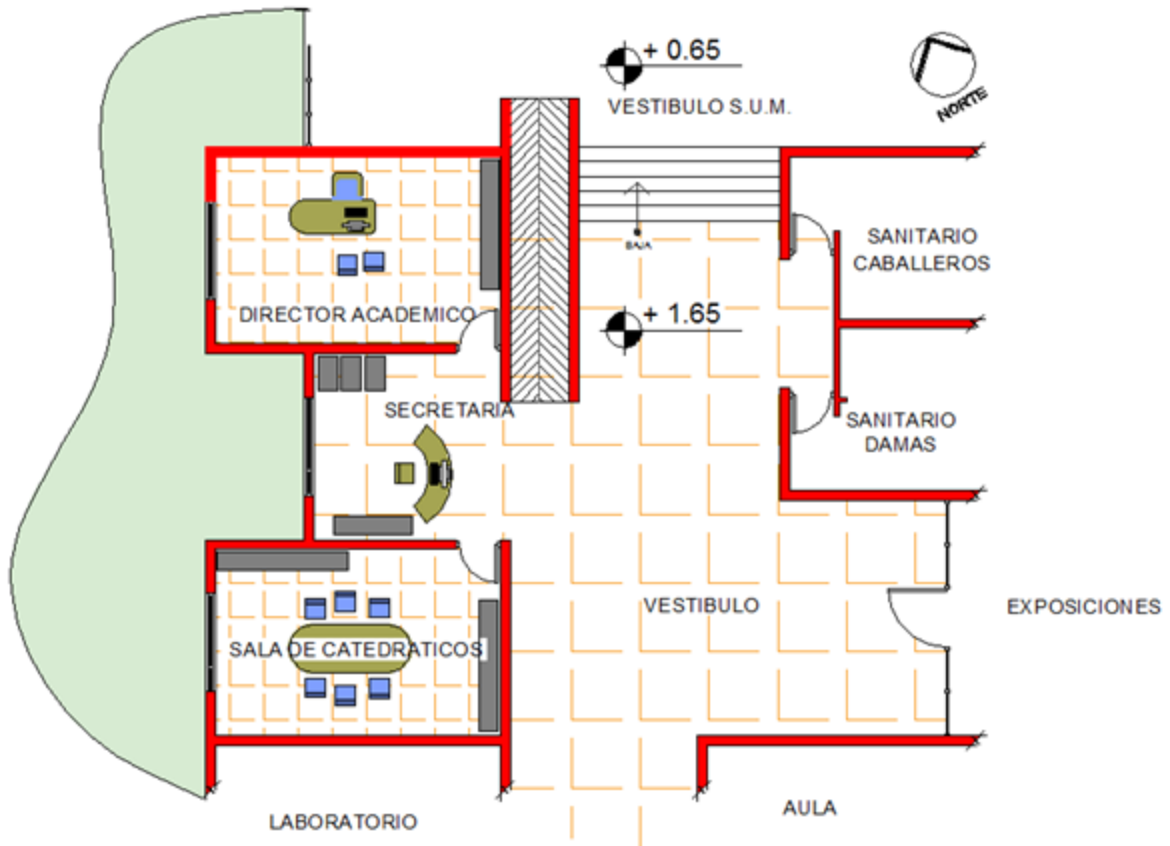 + 0.65
VESTIBULO S.U.M.
NORTE
SANITARIO
CABALLEROS
BAJA
DIRECTOR ACADEMICO
+ 1.65
SECRETARIA
SANITARIO
DAMAS
VESTIBULO
EXPOSICIONES
SALA DE CATEDRATICOS
LABORATORIO
AULA